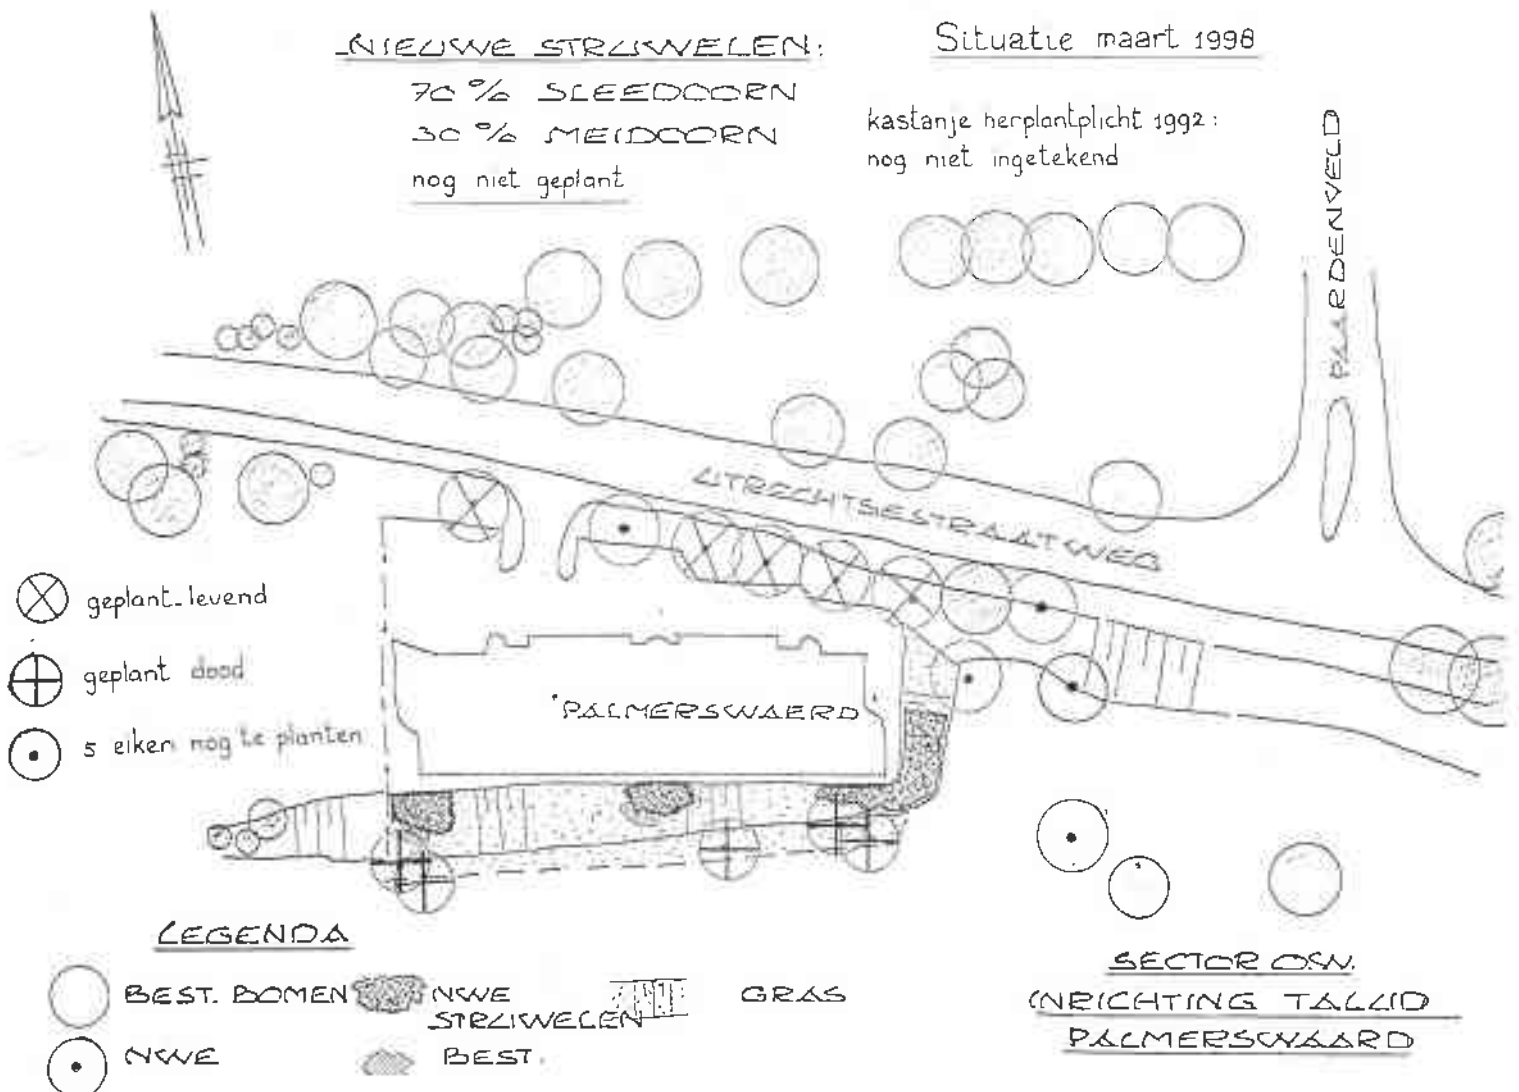 NIEUWE STRUWELEN:
70 % SLEEDOORN
30 % MEIDOORN
nog niet geplant
Situatie maart 1998
kastanje herplantplicht 1992:
nog niet ingetekend
PAARDENVELD
UTRECHTSESTRAATWEG
geplant-levend
geplant dood
5 eiken nog te planten
PALMERSWAERD
LEGENDA
BEST. BOMEN
NWE
STRUWELEN
GRAS
NWE
BEST.
SECTOR O.S.W.
INRICHTING TALUD
PALMERSWAARD